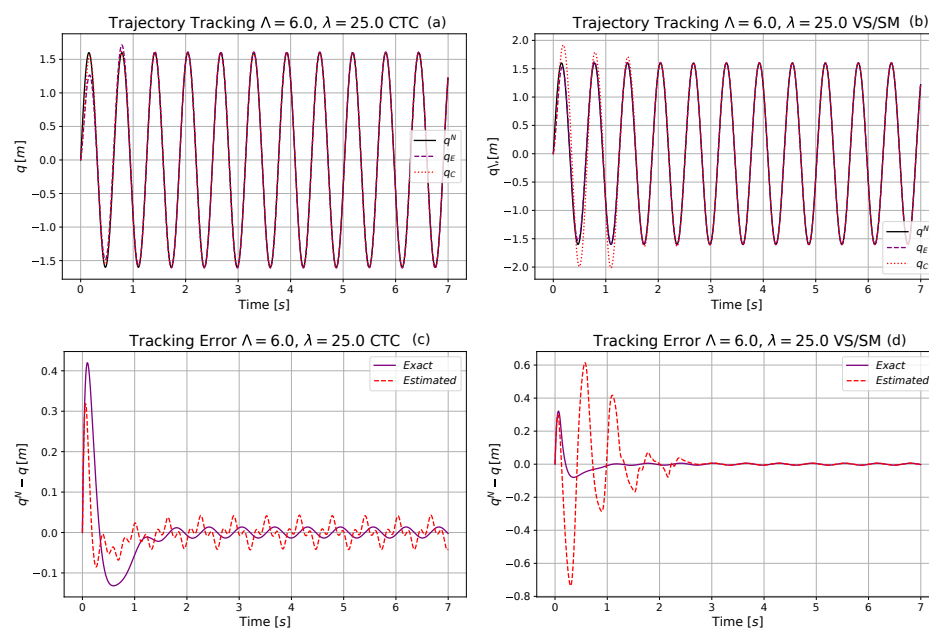 Trajectory Tracking Λ = 6.0, λ = 25.0 CTC (a)
1.5
1.0
0.5
0.0
−0.5
−1.0
−1.5
q [m]
q^N
q_E
q_C
0 1 2 3 4 5 6 7
Time [s]
Trajectory Tracking Λ = 6.0, λ = 25.0 VS/SM (b)
2.0
1.5
1.0
0.5
0.0
−0.5
−1.0
−1.5
−2.0
q\,[m]
q^N
q_E
q_C
0 1 2 3 4 5 6 7
Time [s]
Tracking Error Λ = 6.0, λ = 25.0 CTC (c)
0.4
0.3
0.2
0.1
0.0
−0.1
q^N − q [m]
Exact
Estimated
0 1 2 3 4 5 6 7
Time [s]
Tracking Error Λ = 6.0, λ = 25.0 VS/SM (d)
0.6
0.4
0.2
0.0
−0.2
−0.4
−0.6
−0.8
q^N − q [m]
Exact
Estimated
0 1 2 3 4 5 6 7
Time [s]